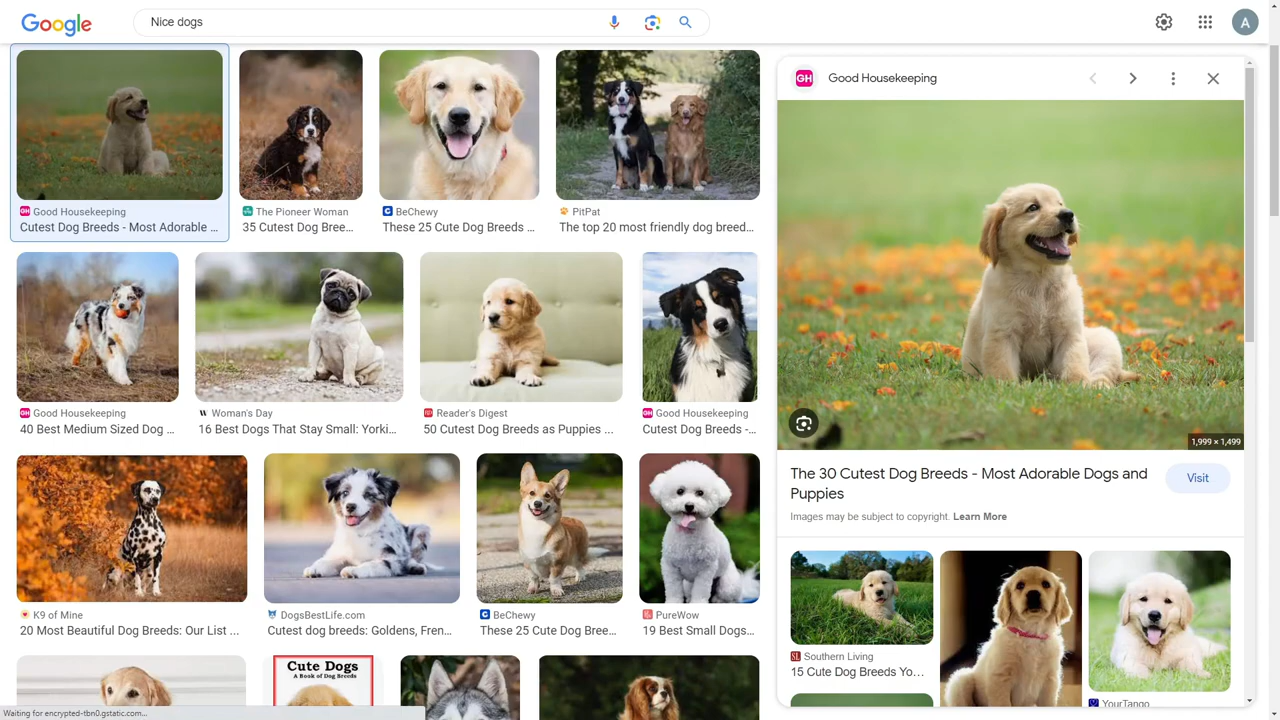 Google
Nice dogs
A
GH Good Housekeeping
Cutest Dog Breeds - Most Adorable ...
The Pioneer Woman
35 Cutest Dog Bree...
BeChewy
These 25 Cute Dog Breeds ...
PitPat
The top 20 most friendly dog breed...
GH Good Housekeeping
40 Best Medium Sized Dog ...
W Woman's Day
16 Best Dogs That Stay Small: Yorki...
Reader's Digest
50 Cutest Dog Breeds as Puppies ...
GH Good Housekeeping
Cutest Dog Breeds -...
K9 of Mine
20 Most Beautiful Dog Breeds: Our List ...
DogsBestLife.com
Cutest dog breeds: Goldens, Fren...
BeChewy
These 25 Cute Dog Bree...
PureWow
19 Best Small Dogs...
Cute Dogs
A Book of Dog Breeds
Waiting for encrypted-tbn0.gstatic.com...
GH Good Housekeeping
1,999 × 1,499
The 30 Cutest Dog Breeds - Most Adorable Dogs and
Puppies
Visit
Images may be subject to copyright. Learn More
SL Southern Living
15 Cute Dog Breeds Yo...
YourTango